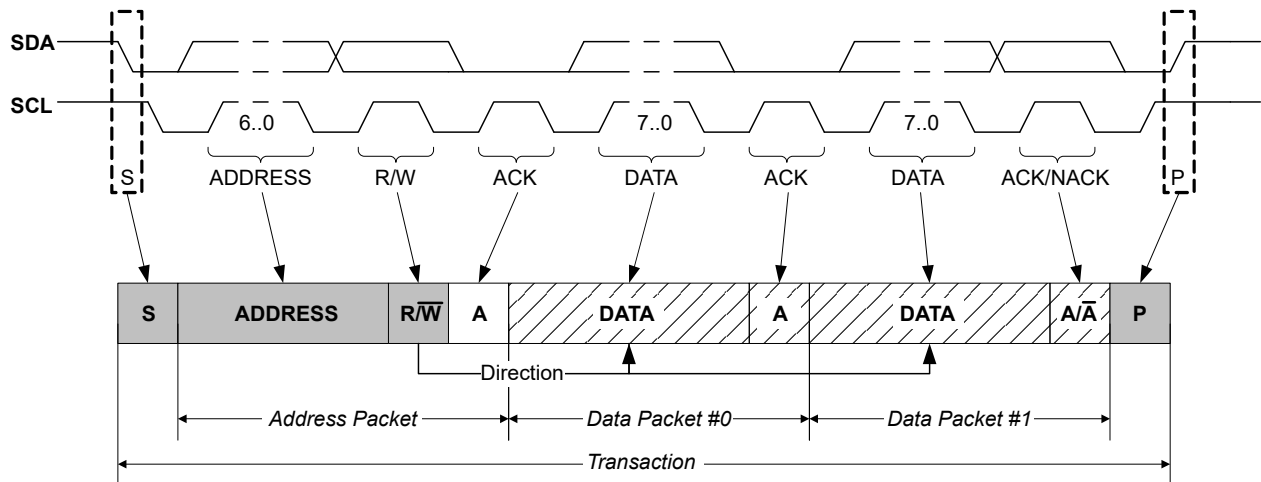 SDA
SCL
6..0
7..0
7..0
S
ADDRESS
R/W
ACK
DATA
ACK
DATA
ACK/NACK
P
S
ADDRESS
R/W̅
A
DATA
A
DATA
A/A̅
P
Direction
Address Packet
Data Packet #0
Data Packet #1
Transaction